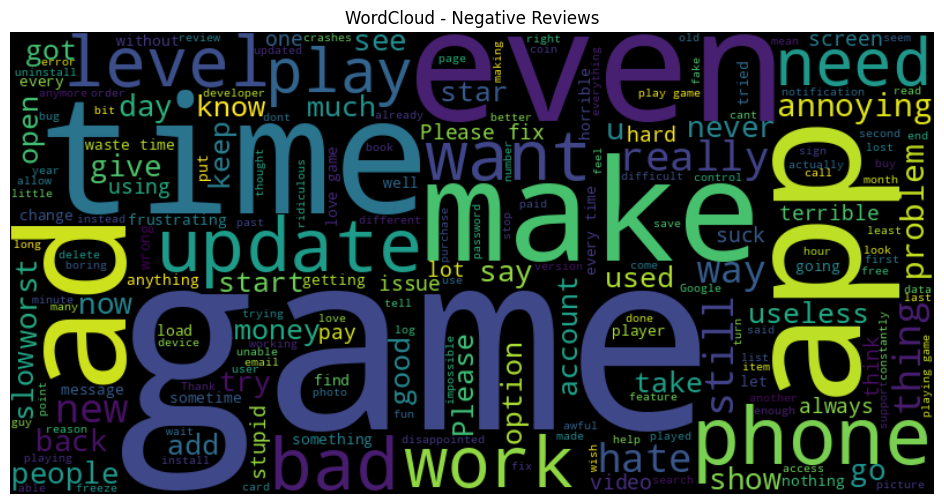 WordCloud - Negative Reviews
got without review crashes one see every error updated uninstall
level play even
right old mean coin fake making everything page screen seem
need
anymore order bug bit developer day know much star horrible play game tried notification read annoying
open time dont already better cant second end
waste time put keep thought Please fix u hard never
give using love game want number feel really sign lost actually buy
year allow little book well difficult control call month
change instead frustrating past ridiculous different make save terrible problem
wrong update paid suck least
ad long delete boring anything start getting issue lot say password stop purchase every time used way app hour going look first free
worst slow now many minute tell version use come Google data last
game
load device trying love money pay done player account still useless
unable working log turn said
message email user find good impossible option take feature list item let think constantly thing playing game
point new try Thank sometime photo fun Please another enough always support
guy reason stupid something disappointed awful made help played phone
back wait add bad work wish hate
people playing install fix video show access nothing go
able freeze card search picture